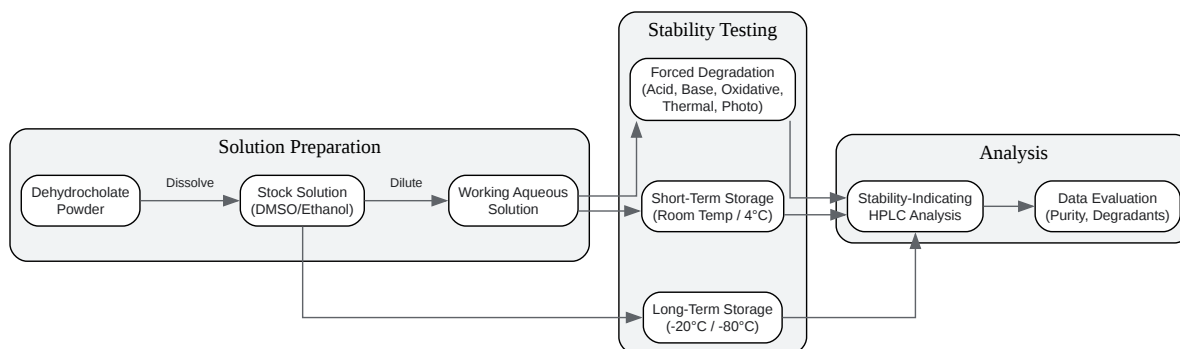 Solution Preparation
Dehydrocholate
Powder
Dissolve
Stock Solution
(DMSO/Ethanol)
Dilute
Working Aqueous
Solution
Stability Testing
Forced Degradation
(Acid, Base, Oxidative,
Thermal, Photo)
Short-Term Storage
(Room Temp / 4°C)
Long-Term Storage
(-20°C / -80°C)
Analysis
Stability-Indicating
HPLC Analysis
Data Evaluation
(Purity, Degradants)